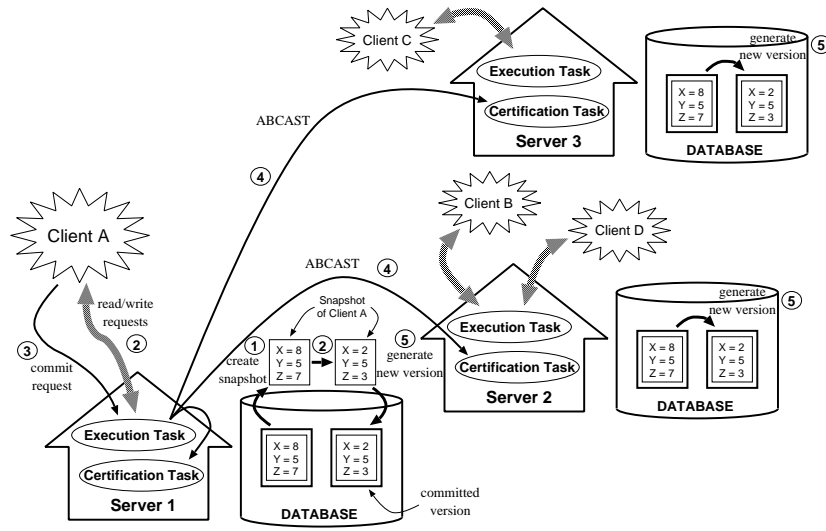 Client C
Execution Task
Certification Task
Server 3
generate
new version
5
X = 8
Y = 5
Z = 7
X = 2
Y = 5
Z = 3
DATABASE
ABCAST
4
Client A
read/write
requests
2
3
commit
request
Execution Task
Certification Task
Server 1
ABCAST
4
Snapshot
of Client A
1
create
snapshot
X = 8
Y = 5
Z = 7
2
X = 2
Y = 5
Z = 3
5
generate
new version
X = 8
Y = 5
Z = 7
X = 2
Y = 5
Z = 3
DATABASE
committed
version
Client B
Client D
Execution Task
Certification Task
Server 2
generate
new version
5
X = 8
Y = 5
Z = 7
X = 2
Y = 5
Z = 3
DATABASE